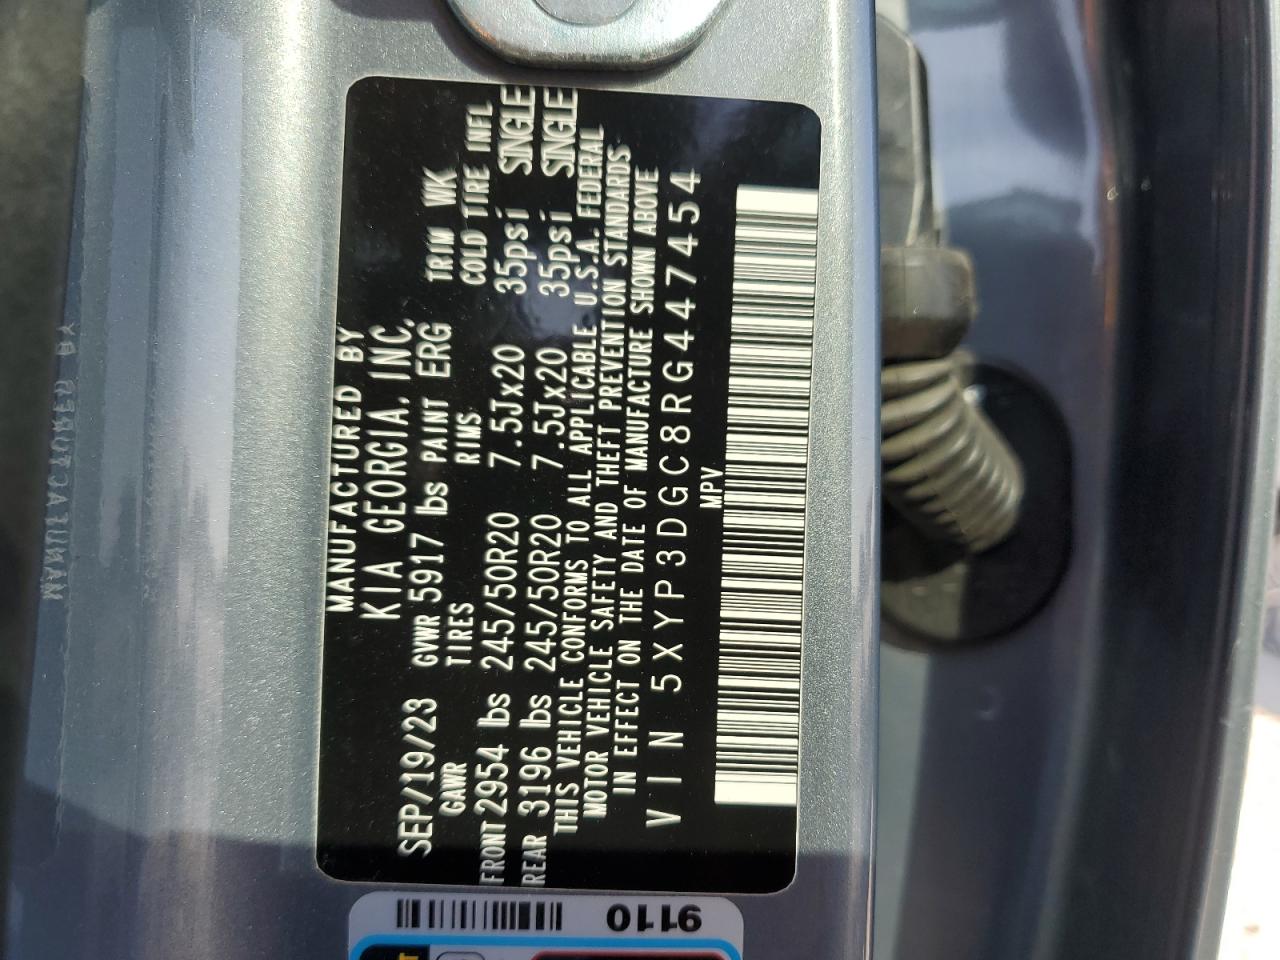 MANUFACTURED BY
KIA GEORGIA, INC.
SEP/19/23 GVWR 5917 lbs PAINT ERG TRIM WK
GAWR TIRES RIMS COLD TIRE INFL
FRONT 2954 lbs 245/50R20 7.5Jx20 35psi SINGLE
REAR 3196 lbs 245/50R20 7.5Jx20 35psi SINGLE
THIS VEHICLE CONFORMS TO ALL APPLICABLE U.S.A. FEDERAL
MOTOR VEHICLE SAFETY AND THEFT PREVENTION STANDARDS
IN EFFECT ON THE DATE OF MANUFACTURE SHOWN ABOVE
VIN 5XYP3DGC8RG447454
MPV
9110